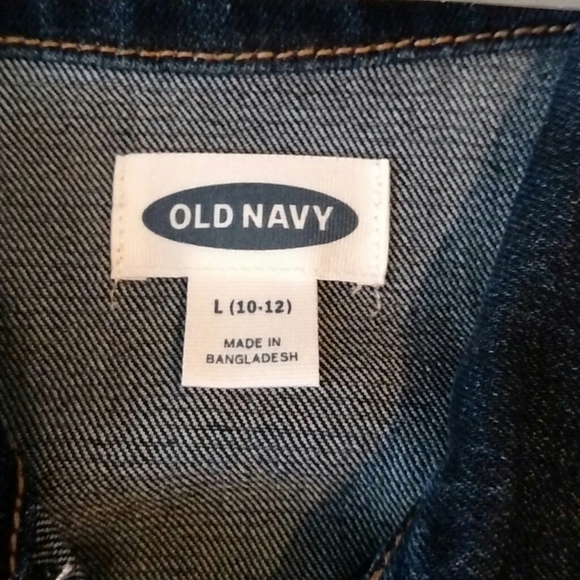 OLD NAVY
L (10-12)
MADE IN
BANGLADESH